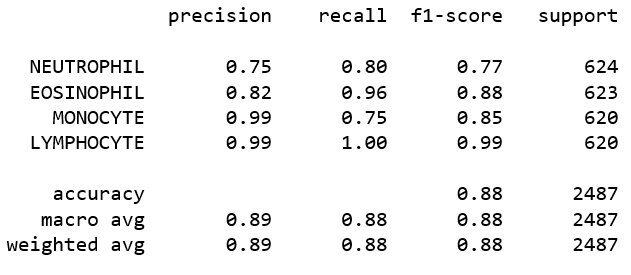 precision recall f1-score support
NEUTROPHIL 0.75 0.80 0.77 624
EOSINOPHIL 0.82 0.96 0.88 623
MONOCYTE 0.99 0.75 0.85 620
LYMPHOCYTE 0.99 1.00 0.99 620
accuracy 0.88 2487
macro avg 0.89 0.88 0.88 2487
weighted avg 0.89 0.88 0.88 2487